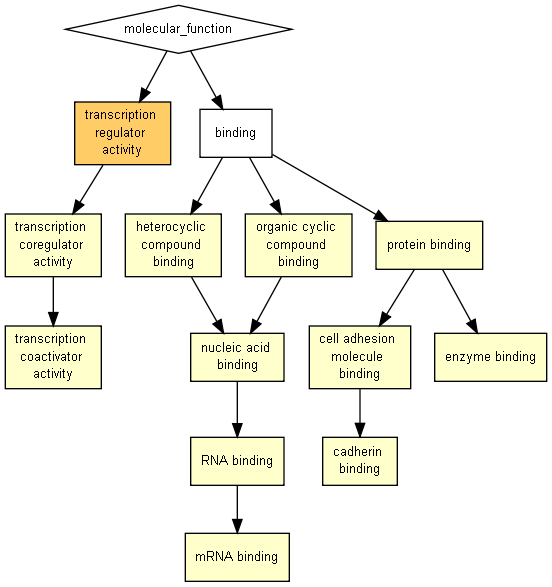 molecular_function
transcription
regulator
activity
binding
transcription
coregulator
activity
heterocyclic
compound
binding
organic cyclic
compound
binding
protein binding
transcription
coactivator
activity
nucleic acid
binding
cell adhesion
molecule
binding
enzyme binding
RNA binding
cadherin
binding
mRNA binding